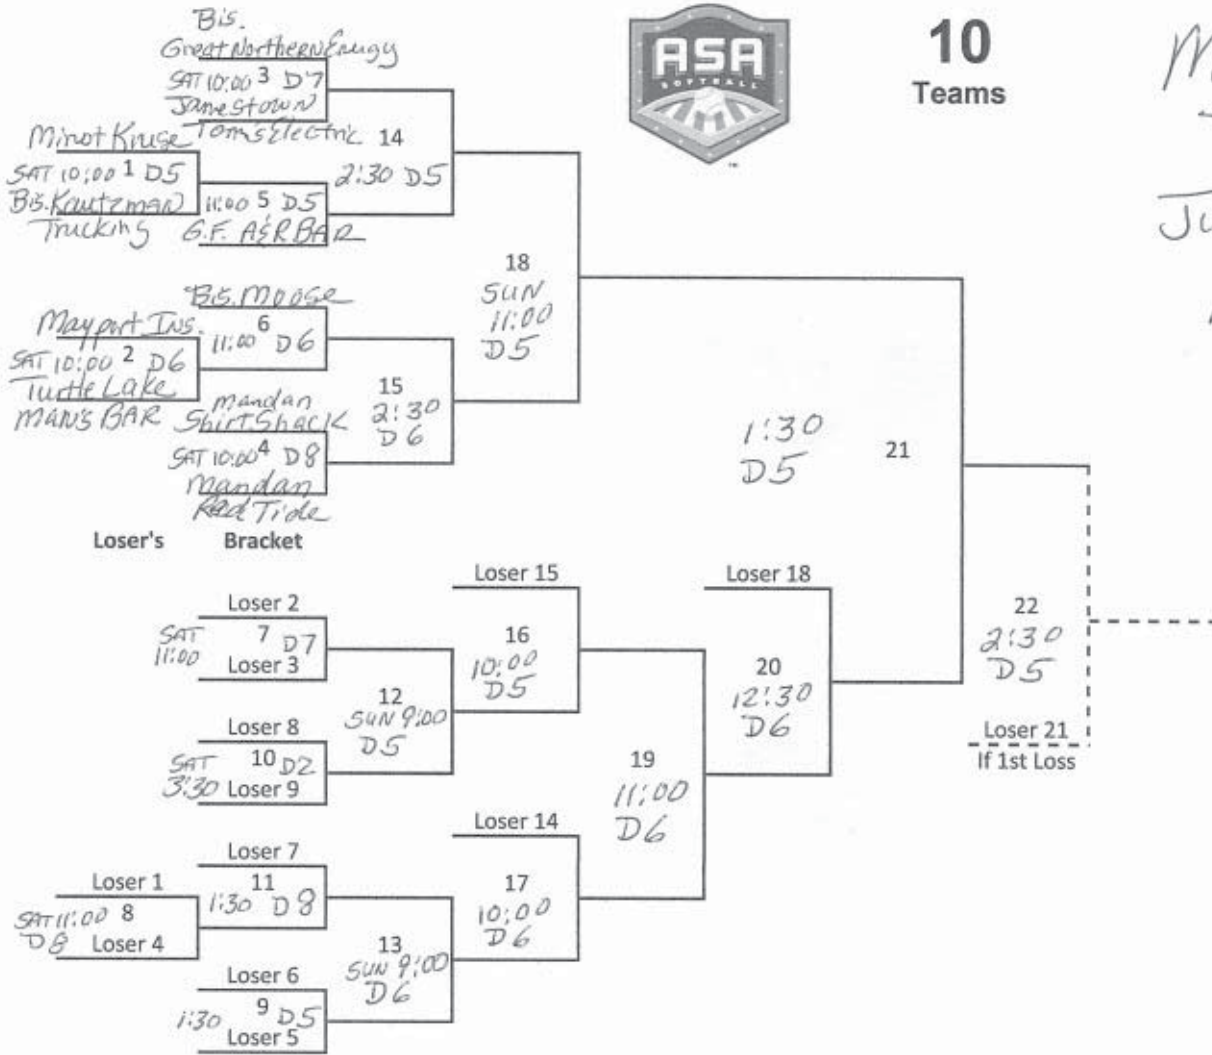 Bis.
Great Northern Energy
SAT 10:00 3 D7
Jamestown
Tom's Electric
Minot Kruse
SAT 10:00 1 D5
Bis. Kautzman
Trucking
11:00 5 D5
G.F. A&R BAR
14
2:30 D5
ASA
SOFTBALL
TM
10
Teams
Bis. Moose
Mayport Ins.
11:00 6 D6
SAT 10:00 2 D6
Turtle Lake
MAN'S BAR
mandan
Shirt Shack
SAT 10:00 4 D8
Mandan
Red Tide
15
2:30
D6
18
SUN
11:00
D5
1:30
D5
21
Loser's Bracket
Loser 2
SAT
11:00
7 D7
Loser 3
Loser 8
SAT
3:30
10 D2
Loser 9
12
SUN 9:00
D5
Loser 15
16
10:00
D5
Loser 18
20
12:30
D6
22
2:30
D5
Loser 21
If 1st Loss
19
11:00
D6
Loser 14
17
10:00
D6
Loser 7
11
1:30 D8
Loser 1
SAT 11:00 8
D8
Loser 4
13
SUN 9:00
D6
Loser 6
1:30 9 D5
Loser 5